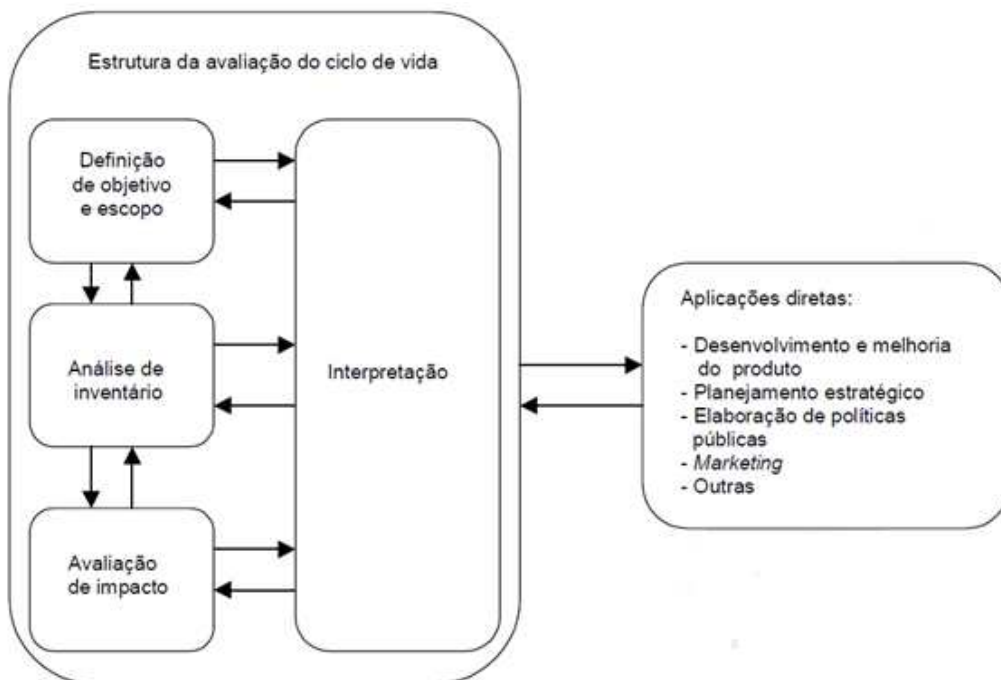 Estrutura da avaliação do ciclo de vida
Definição
de objetivo
e escopo
Análise de
inventário
Avaliação
de impacto
Interpretação
Aplicações diretas:
- Desenvolvimento e melhoria
do produto
- Planejamento estratégico
- Elaboração de políticas
públicas
- Marketing
- Outras